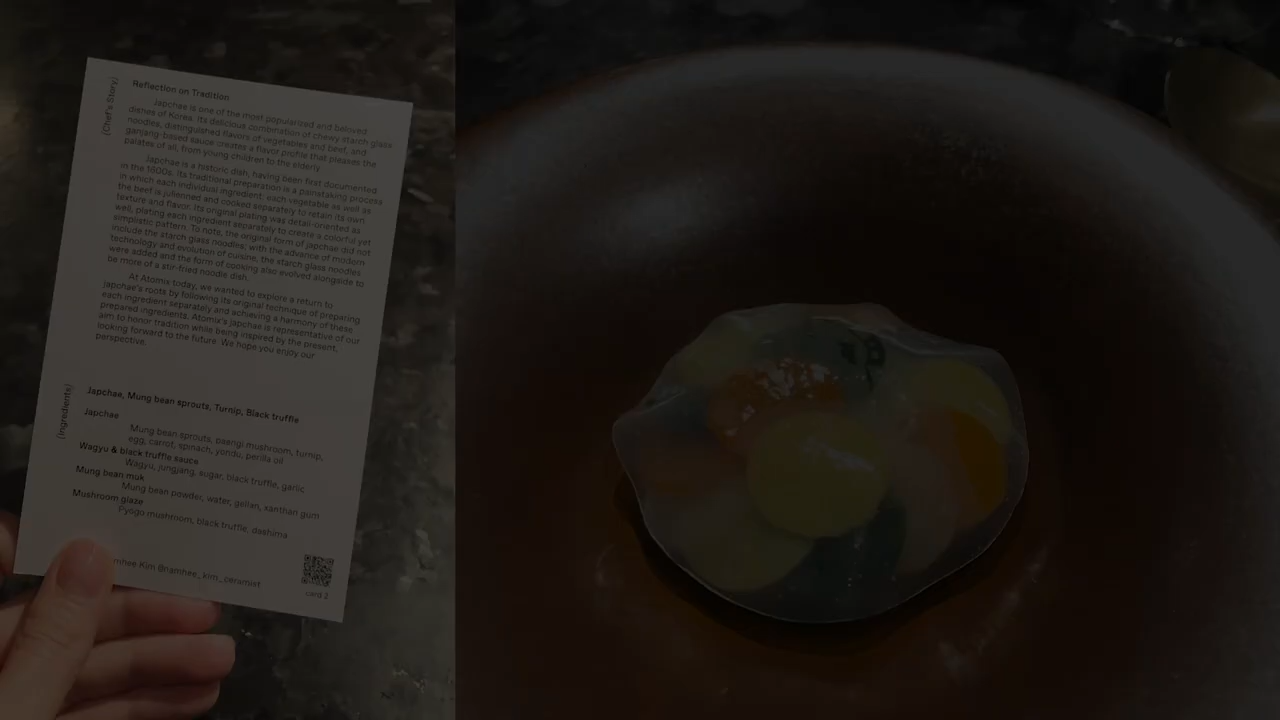 (Chef's Story)
Reflection on Tradition
Japchae is one of the most popularized and beloved
dishes of Korea. Its delicious combination of chewy starch glass
noodles, distinguished flavors of vegetables and beef, and
ganjang-based sauce creates a flavor profile that pleases the
palates of all, from young children to the elderly.
Japchae is a historic dish, having been first documented
in the 1600s. Its traditional preparation is a painstaking process
in which each individual ingredient: each vegetable as well as
the beef is julienned and cooked separately to retain its own
texture and flavor. Its original plating was detail-oriented as
well, plating each ingredient separately to create a colorful yet
simplistic pattern. To note, the original form of japchae did not
include the starch glass noodles; with the advance of modern
technology and evolution of cuisine, the starch glass noodles
were added and the form of cooking also evolved alongside to
be more of a stir-fried noodle dish.
At Atomix today, we wanted to explore a return to
japchae's roots by following its original technique of preparing
each ingredient separately and achieving a harmony of these
prepared ingredients. Atomix's japchae is representative of our
aim to honor tradition while being inspired by the present,
looking forward to the future. We hope you enjoy our
perspective.
(Ingredients)
Japchae, Mung bean sprouts, Turnip, Black truffle
Japchae
Mung bean sprouts, paengi mushroom, turnip,
egg, carrot, spinach, yondu, perilla oil
Wagyu & black truffle sauce
Wagyu, jungjang, sugar, black truffle, garlic
Mung bean mok
Mung bean powder, water, gellan, xanthan gum
Mushroom glaze
Pyogo mushroom, black truffle, dashima
mhee Kim @namhee_kim_ceramist
card 2